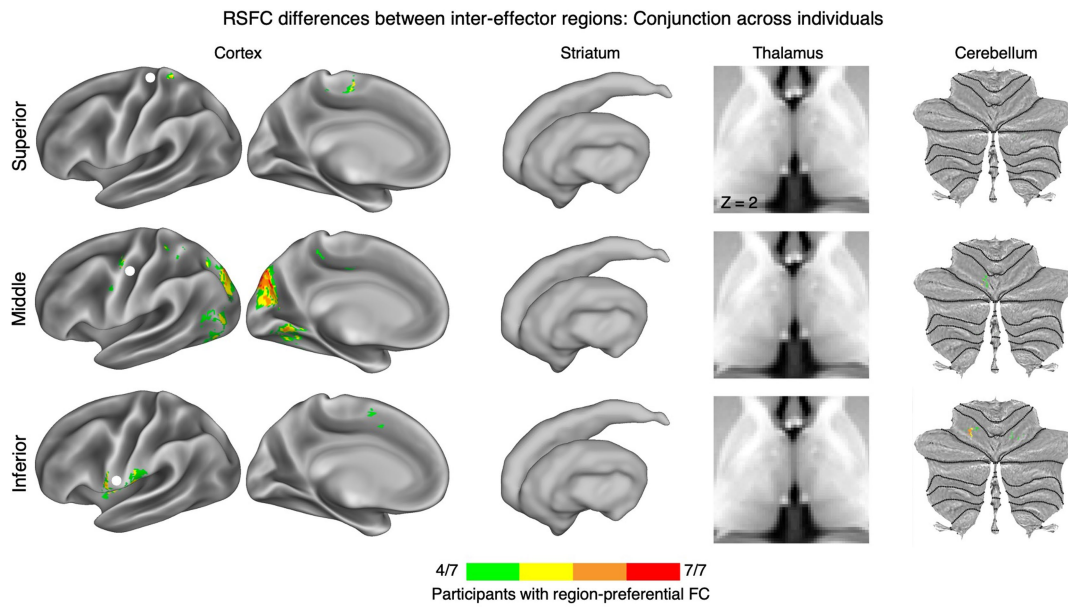 RSFC differences between inter-effector regions: Conjunction across individuals
Cortex
Striatum
Thalamus
Cerebellum
Superior
Z = 2
Middle
Inferior
4/7
7/7
Participants with region-preferential FC